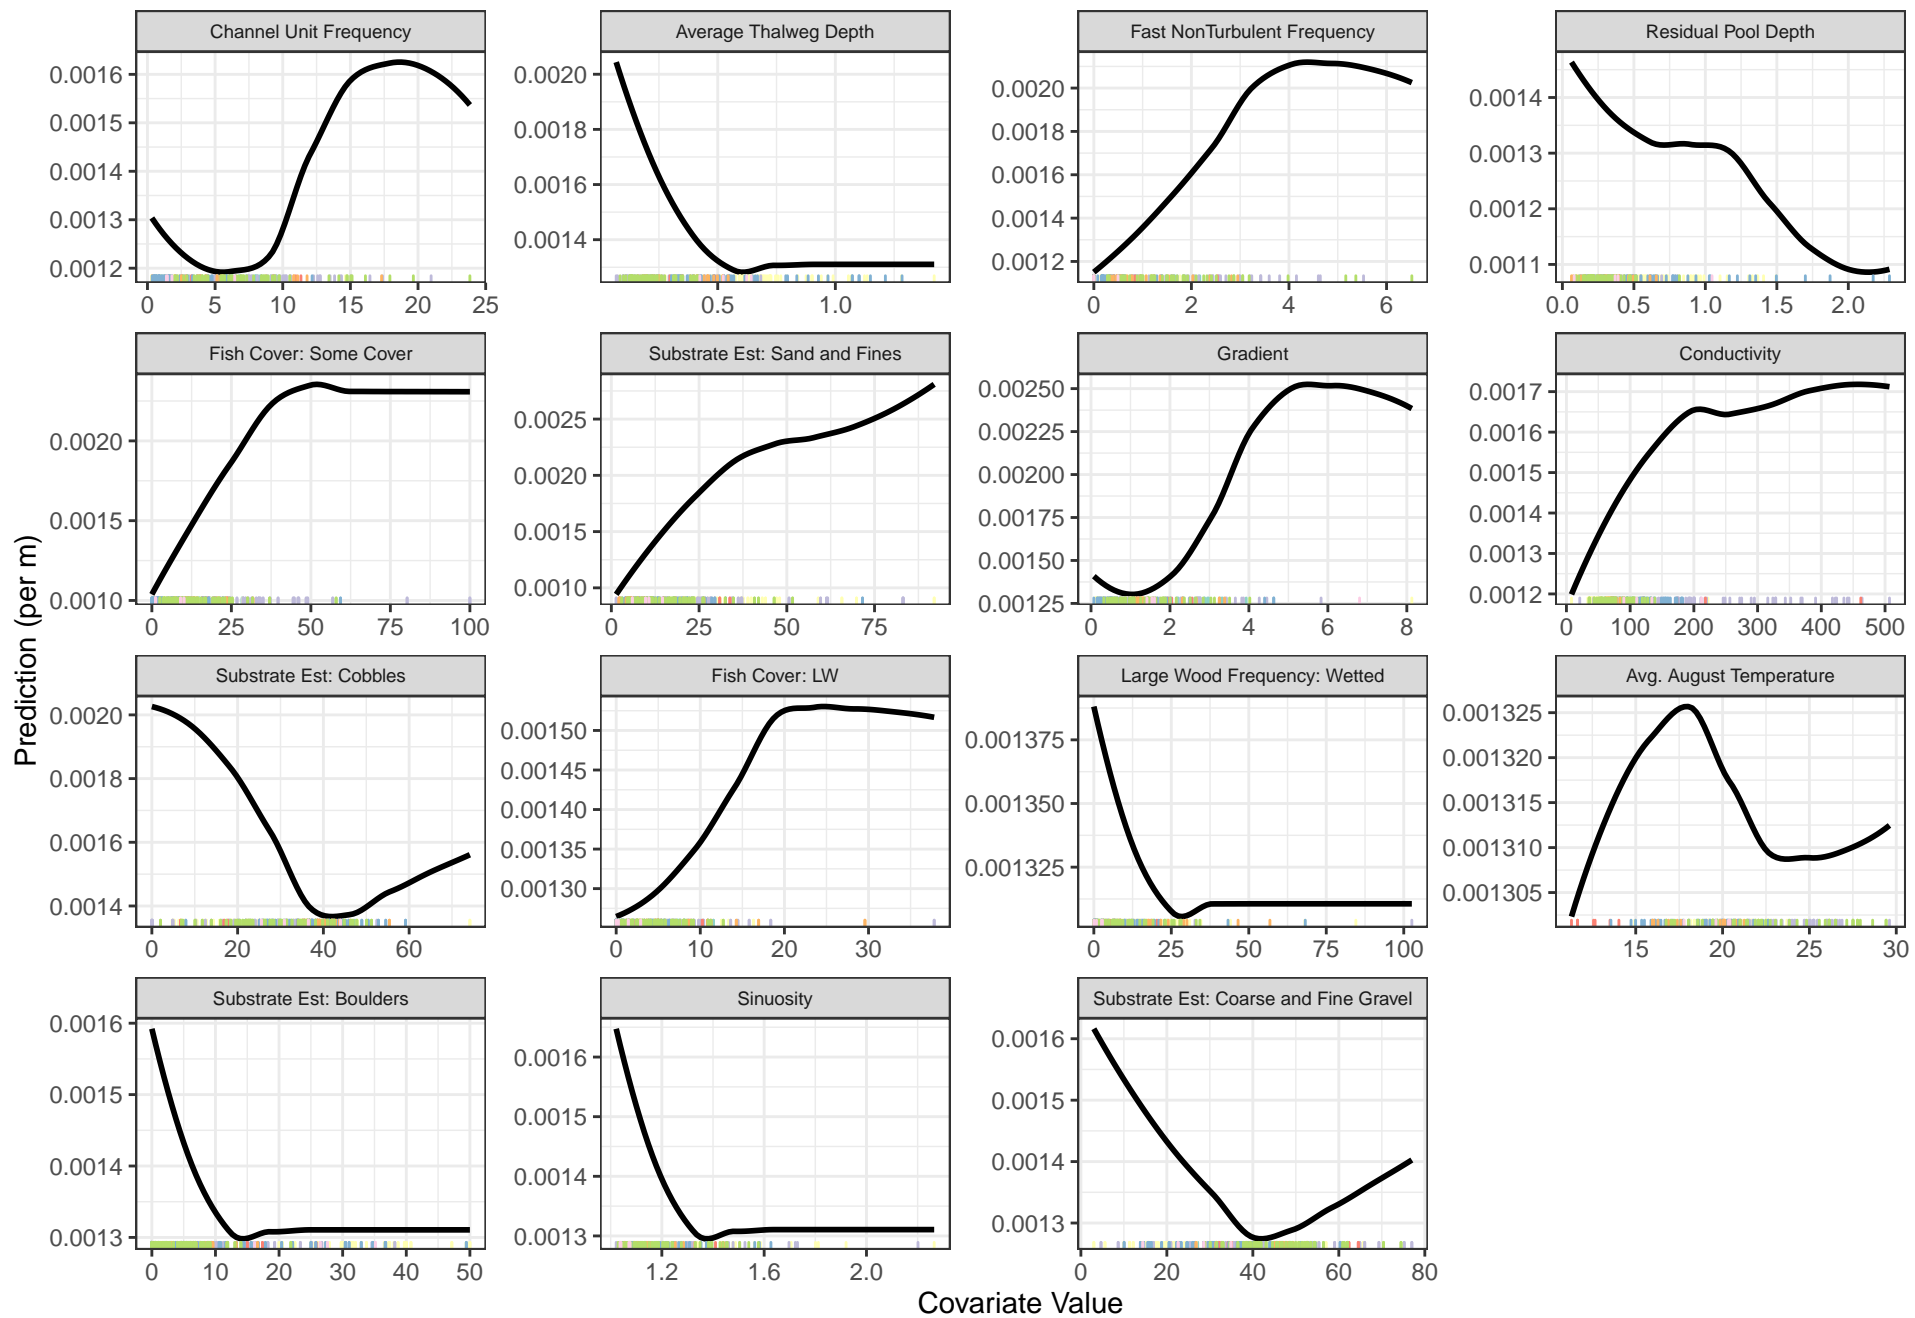 Channel Unit Frequency
Average Thalweg Depth
Fast NonTurbulent Frequency
Residual Pool Depth
0.0016
0.0015
0.0014
0.0013
0.0012
0 5 10 15 20 25
0.0020
0.0018
0.0016
0.0014
0.5 1.0
0.0020
0.0018
0.0016
0.0014
0.0012
0 2 4 6
0.0014
0.0013
0.0012
0.0011
0.0 0.5 1.0 1.5 2.0
Fish Cover: Some Cover
Substrate Est: Sand and Fines
Gradient
Conductivity
0.0020
0.0015
0.0010
0 25 50 75 100
0.0025
0.0020
0.0015
0.0010
0 25 50 75
0.00250
0.00225
0.00200
0.00175
0.00150
0.00125
0 2 4 6 8
0.0017
0.0016
0.0015
0.0014
0.0013
0.0012
0 100 200 300 400 500
Prediction (per m)
Substrate Est: Cobbles
Fish Cover: LW
Large Wood Frequency: Wetted
Avg. August Temperature
0.0020
0.0018
0.0016
0.0014
0 20 40 60
0.00150
0.00145
0.00140
0.00135
0.00130
0 10 20 30
0.001375
0.001350
0.001325
0 25 50 75 100
0.001325
0.001320
0.001315
0.001310
0.001305
15 20 25 30
Substrate Est: Boulders
Sinuosity
Substrate Est: Coarse and Fine Gravel
0.0016
0.0015
0.0014
0.0013
0 10 20 30 40 50
0.0016
0.0015
0.0014
0.0013
1.2 1.6 2.0
0.0016
0.0015
0.0014
0.0013
0 20 40 60 80
Covariate Value